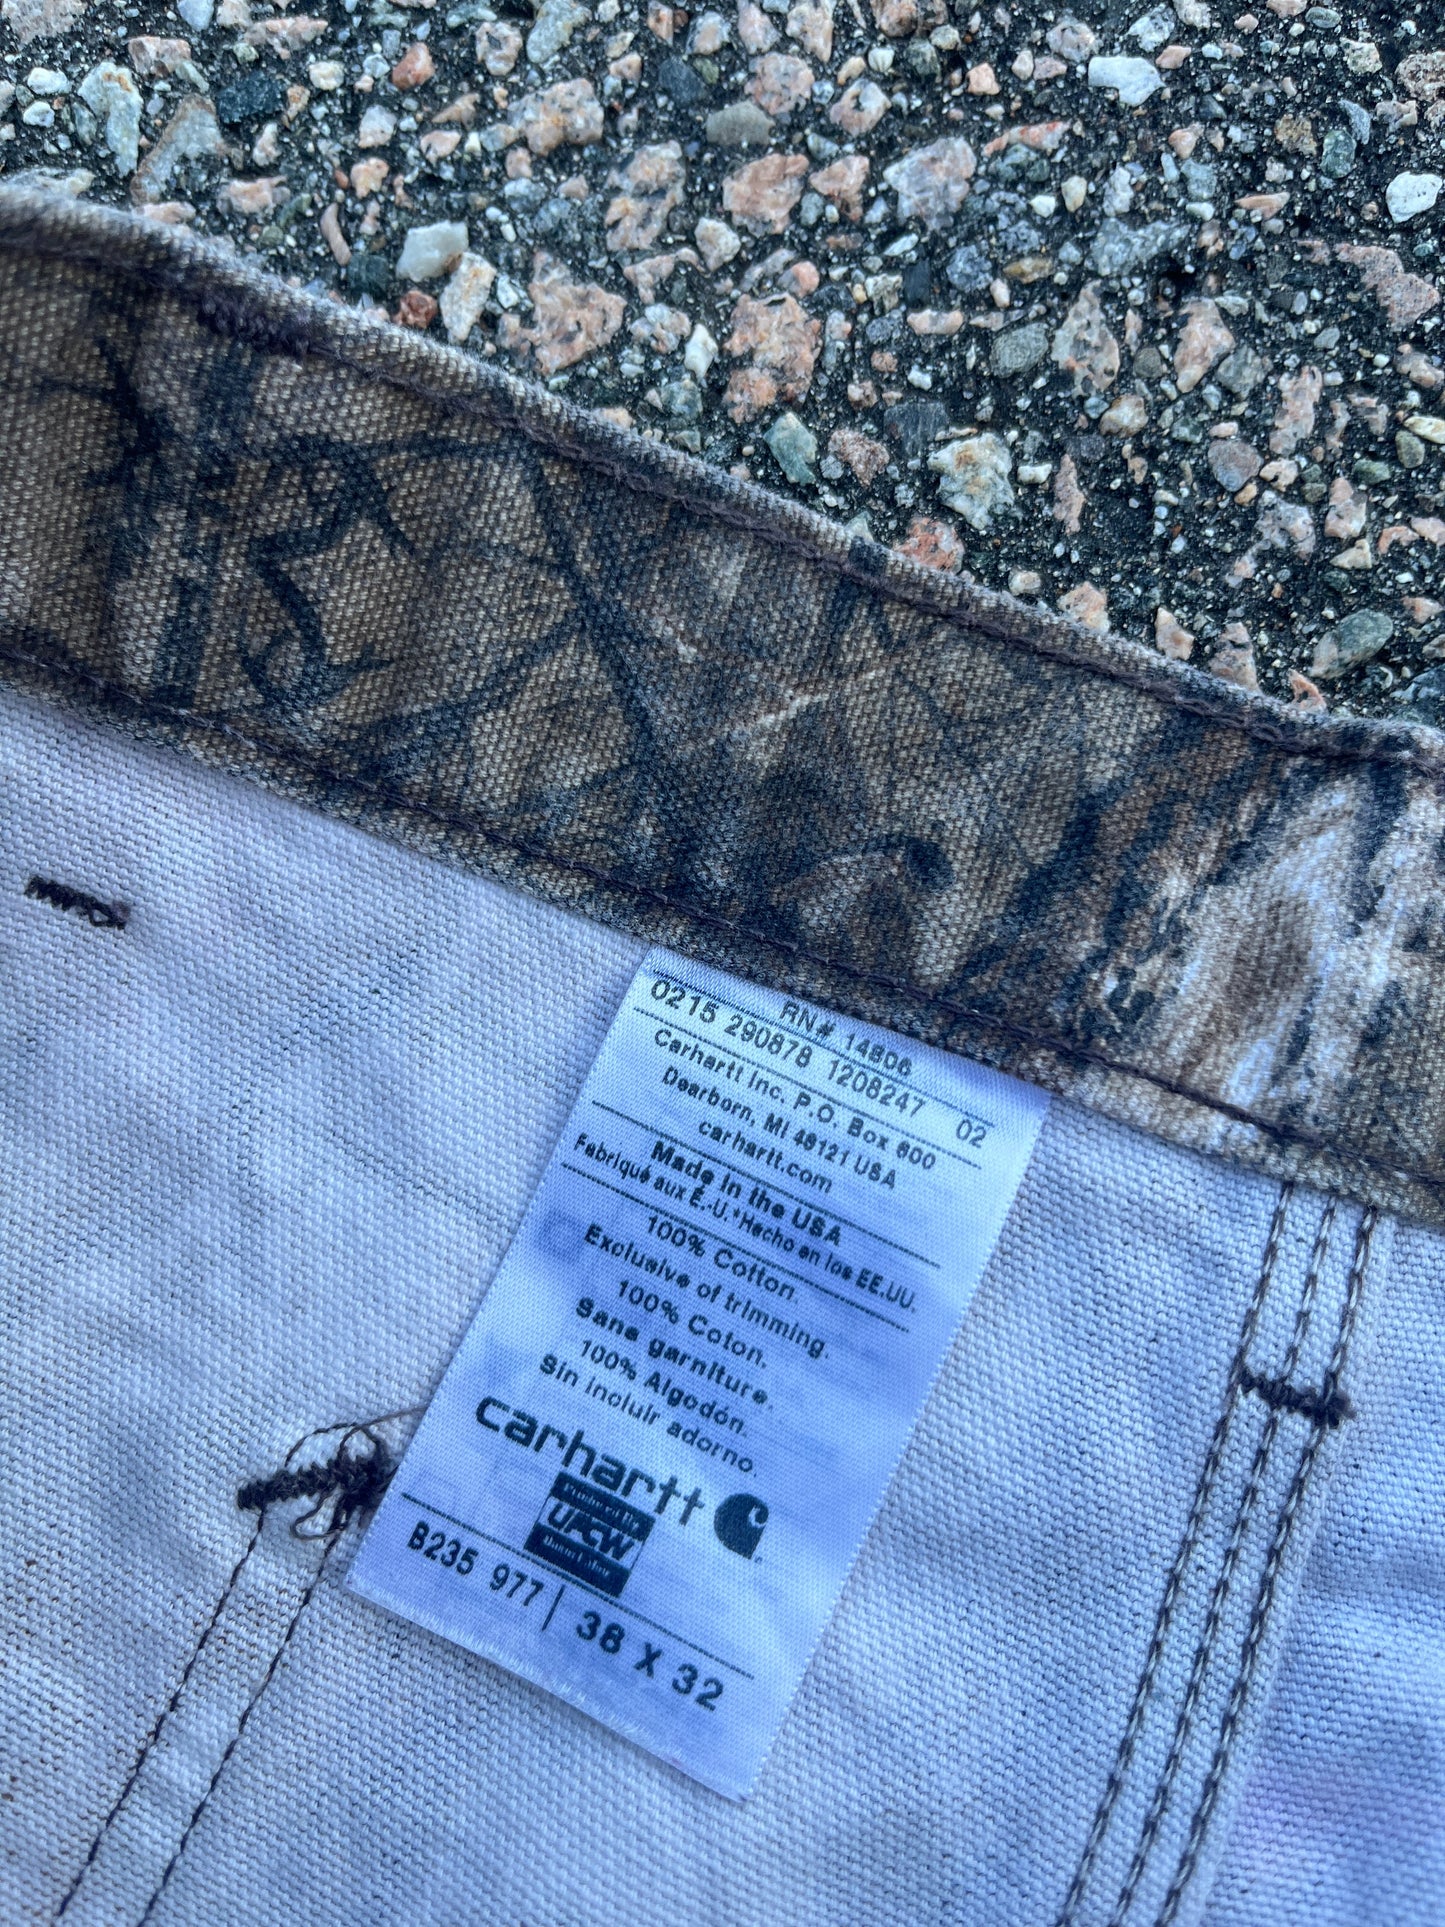 RN# 14806
0215 290878 1208247 02
Carhartt Inc. P.O. Box 600
Dearborn, MI 48121 USA
carhartt.com
Made in the USA
Fabriqué aux É.-U.*Hecho en los EE.UU.
100% Cotton.
Exclusive of trimming.
100% Coton.
Sans garniture.
100% Algodón.
Sin incluir adorno.
carhartt
UFCW
B235 977 | 38 X 32